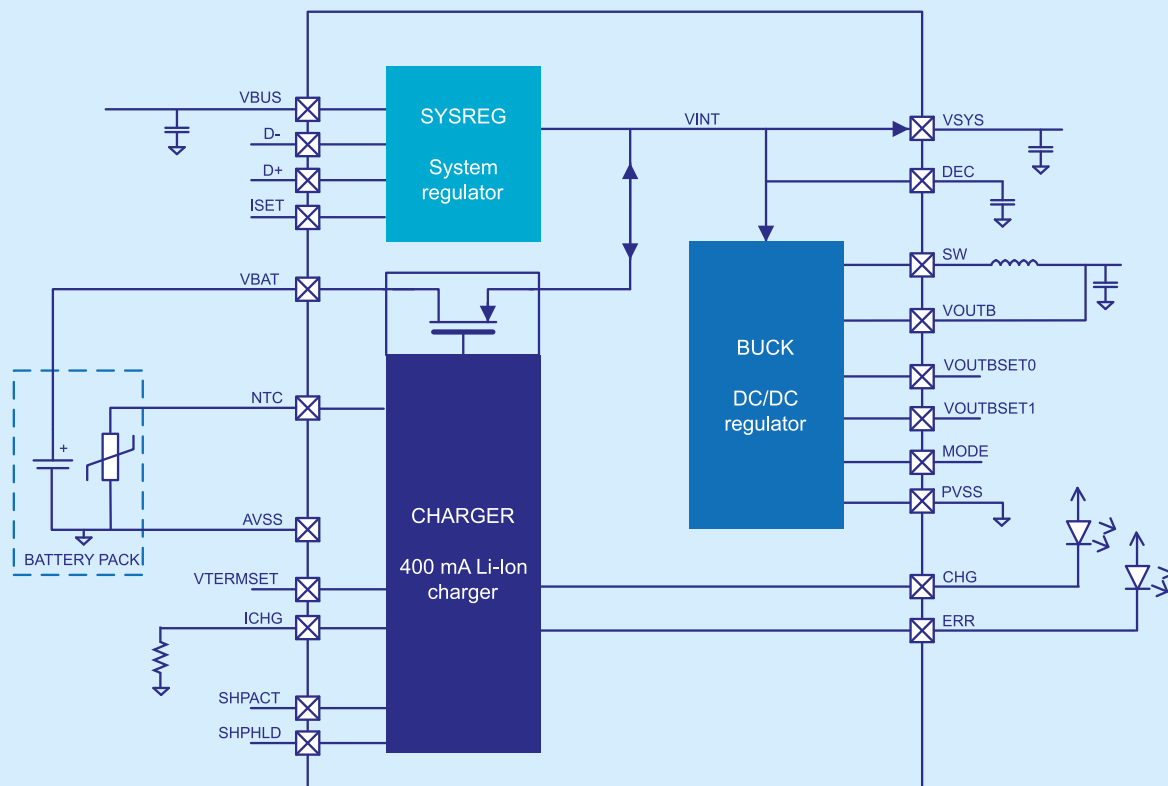 VBUS
D-
D+
ISET
SYSREG
System
regulator
VINT
VSYS
DEC
VBAT
NTC
+
AVSS
BATTERY PACK
VTERMSET
ICHG
SHPACT
SHPHLD
CHARGER
400 mA Li-Ion
charger
BUCK
DC/DC
regulator
SW
VOUTB
VOUTBSET0
VOUTBSET1
MODE
PVSS
CHG
ERR